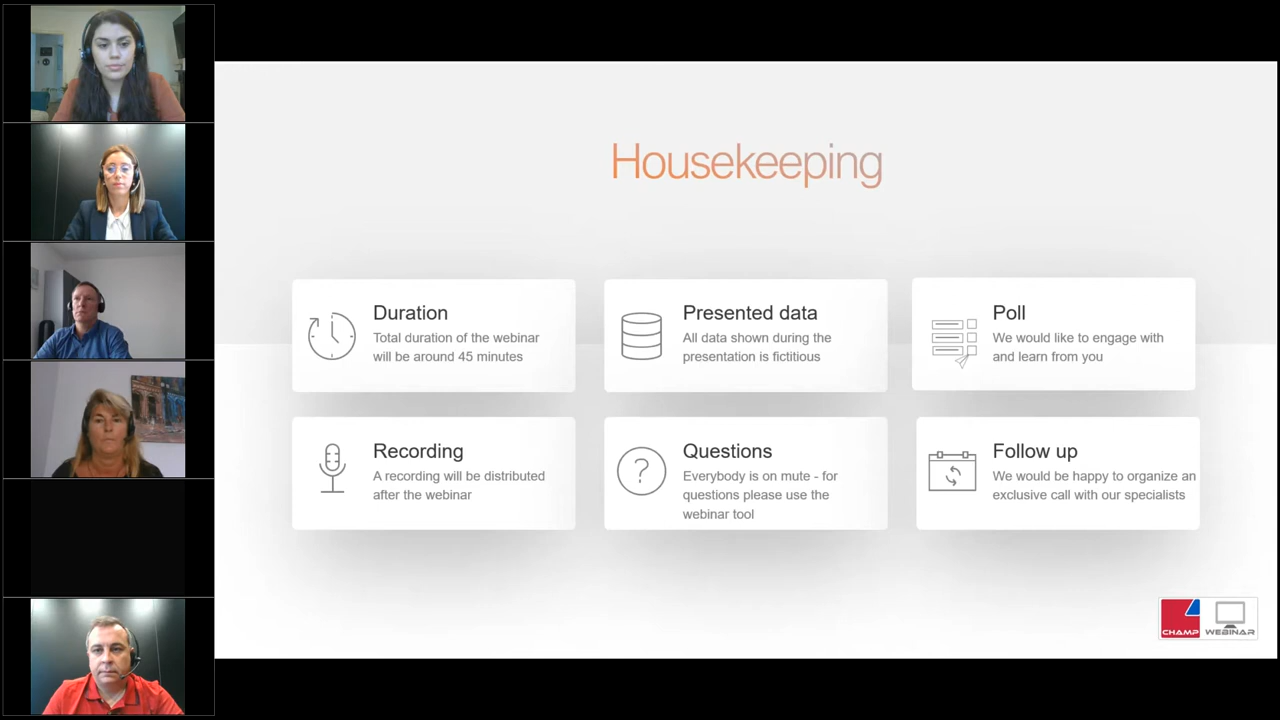 Housekeeping
Duration
Total duration of the webinar
will be around 45 minutes
Presented data
All data shown during the
presentation is fictitious
Poll
We would like to engage with
and learn from you
Recording
A recording will be distributed
after the webinar
Questions
Everybody is on mute - for
questions please use the
webinar tool
Follow up
We would be happy to organize an
exclusive call with our specialists
CHAMP WEBINAR